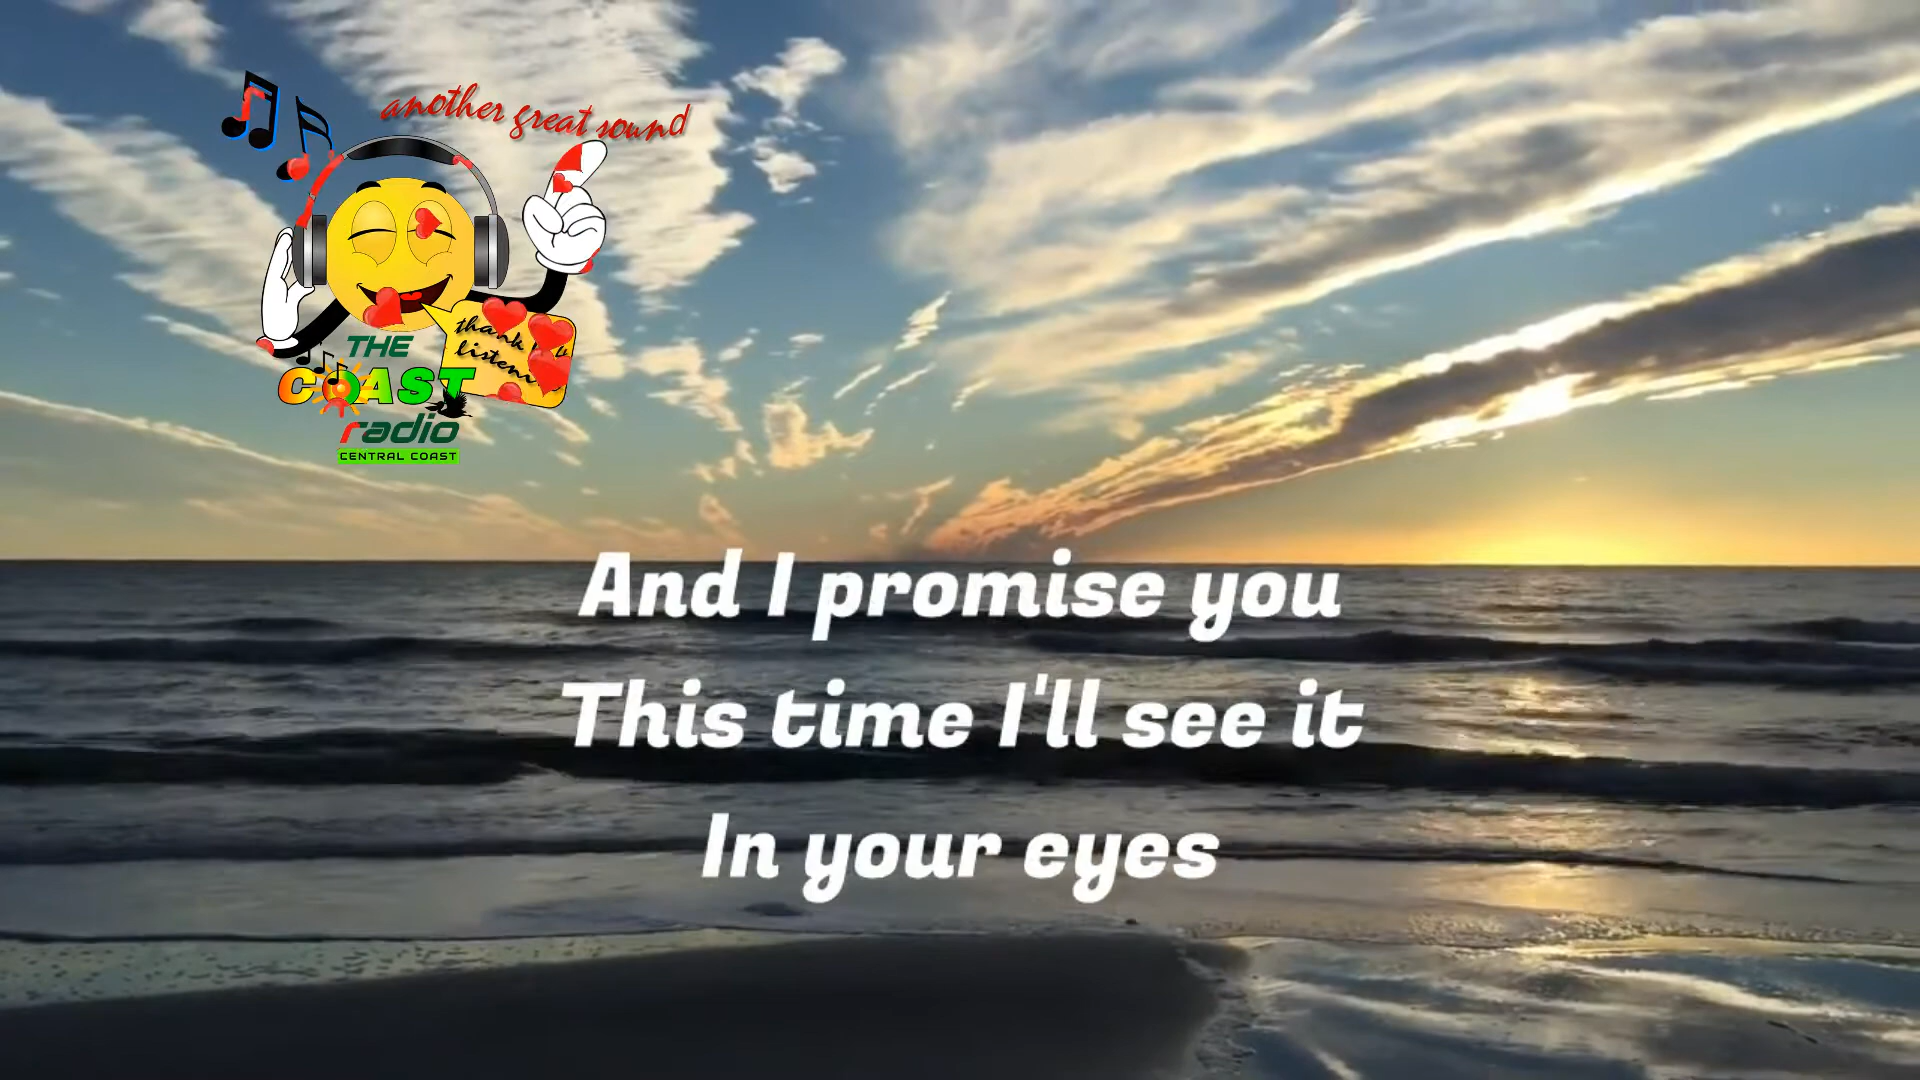 another great sound
thank
THE
COAST
radio
CENTRAL COAST
And I promise you
This time I'll see it
In your eyes